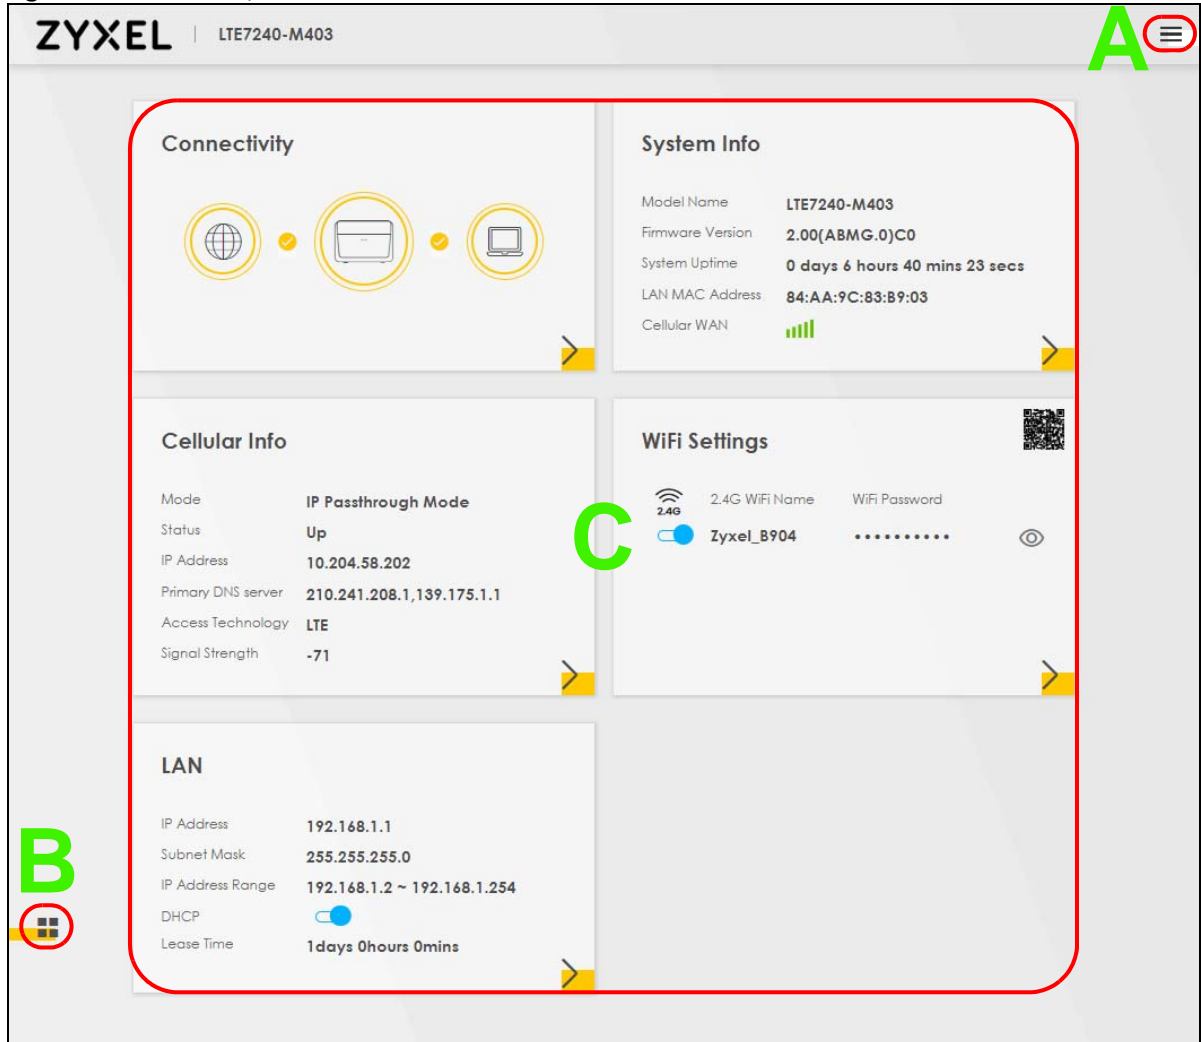 ZYXEL LTE7240-M403
A
Connectivity
System Info
Model Name LTE7240-M403
Firmware Version 2.00(ABMG.0)C0
System Uptime 0 days 6 hours 40 mins 23 secs
LAN MAC Address 84:AA:9C:83:B9:03
Cellular WAN
Cellular Info
Mode IP Passthrough Mode
Status Up
IP Address 10.204.58.202
Primary DNS server 210.241.208.1,139.175.1.1
Access Technology LTE
Signal Strength -71
WiFi Settings
C
2.4G
2.4G WiFi Name WiFi Password
Zyxel_B904 ••••••••••
LAN
IP Address 192.168.1.1
Subnet Mask 255.255.255.0
IP Address Range 192.168.1.2 ~ 192.168.1.254
DHCP
Lease Time 1days 0hours 0mins
B